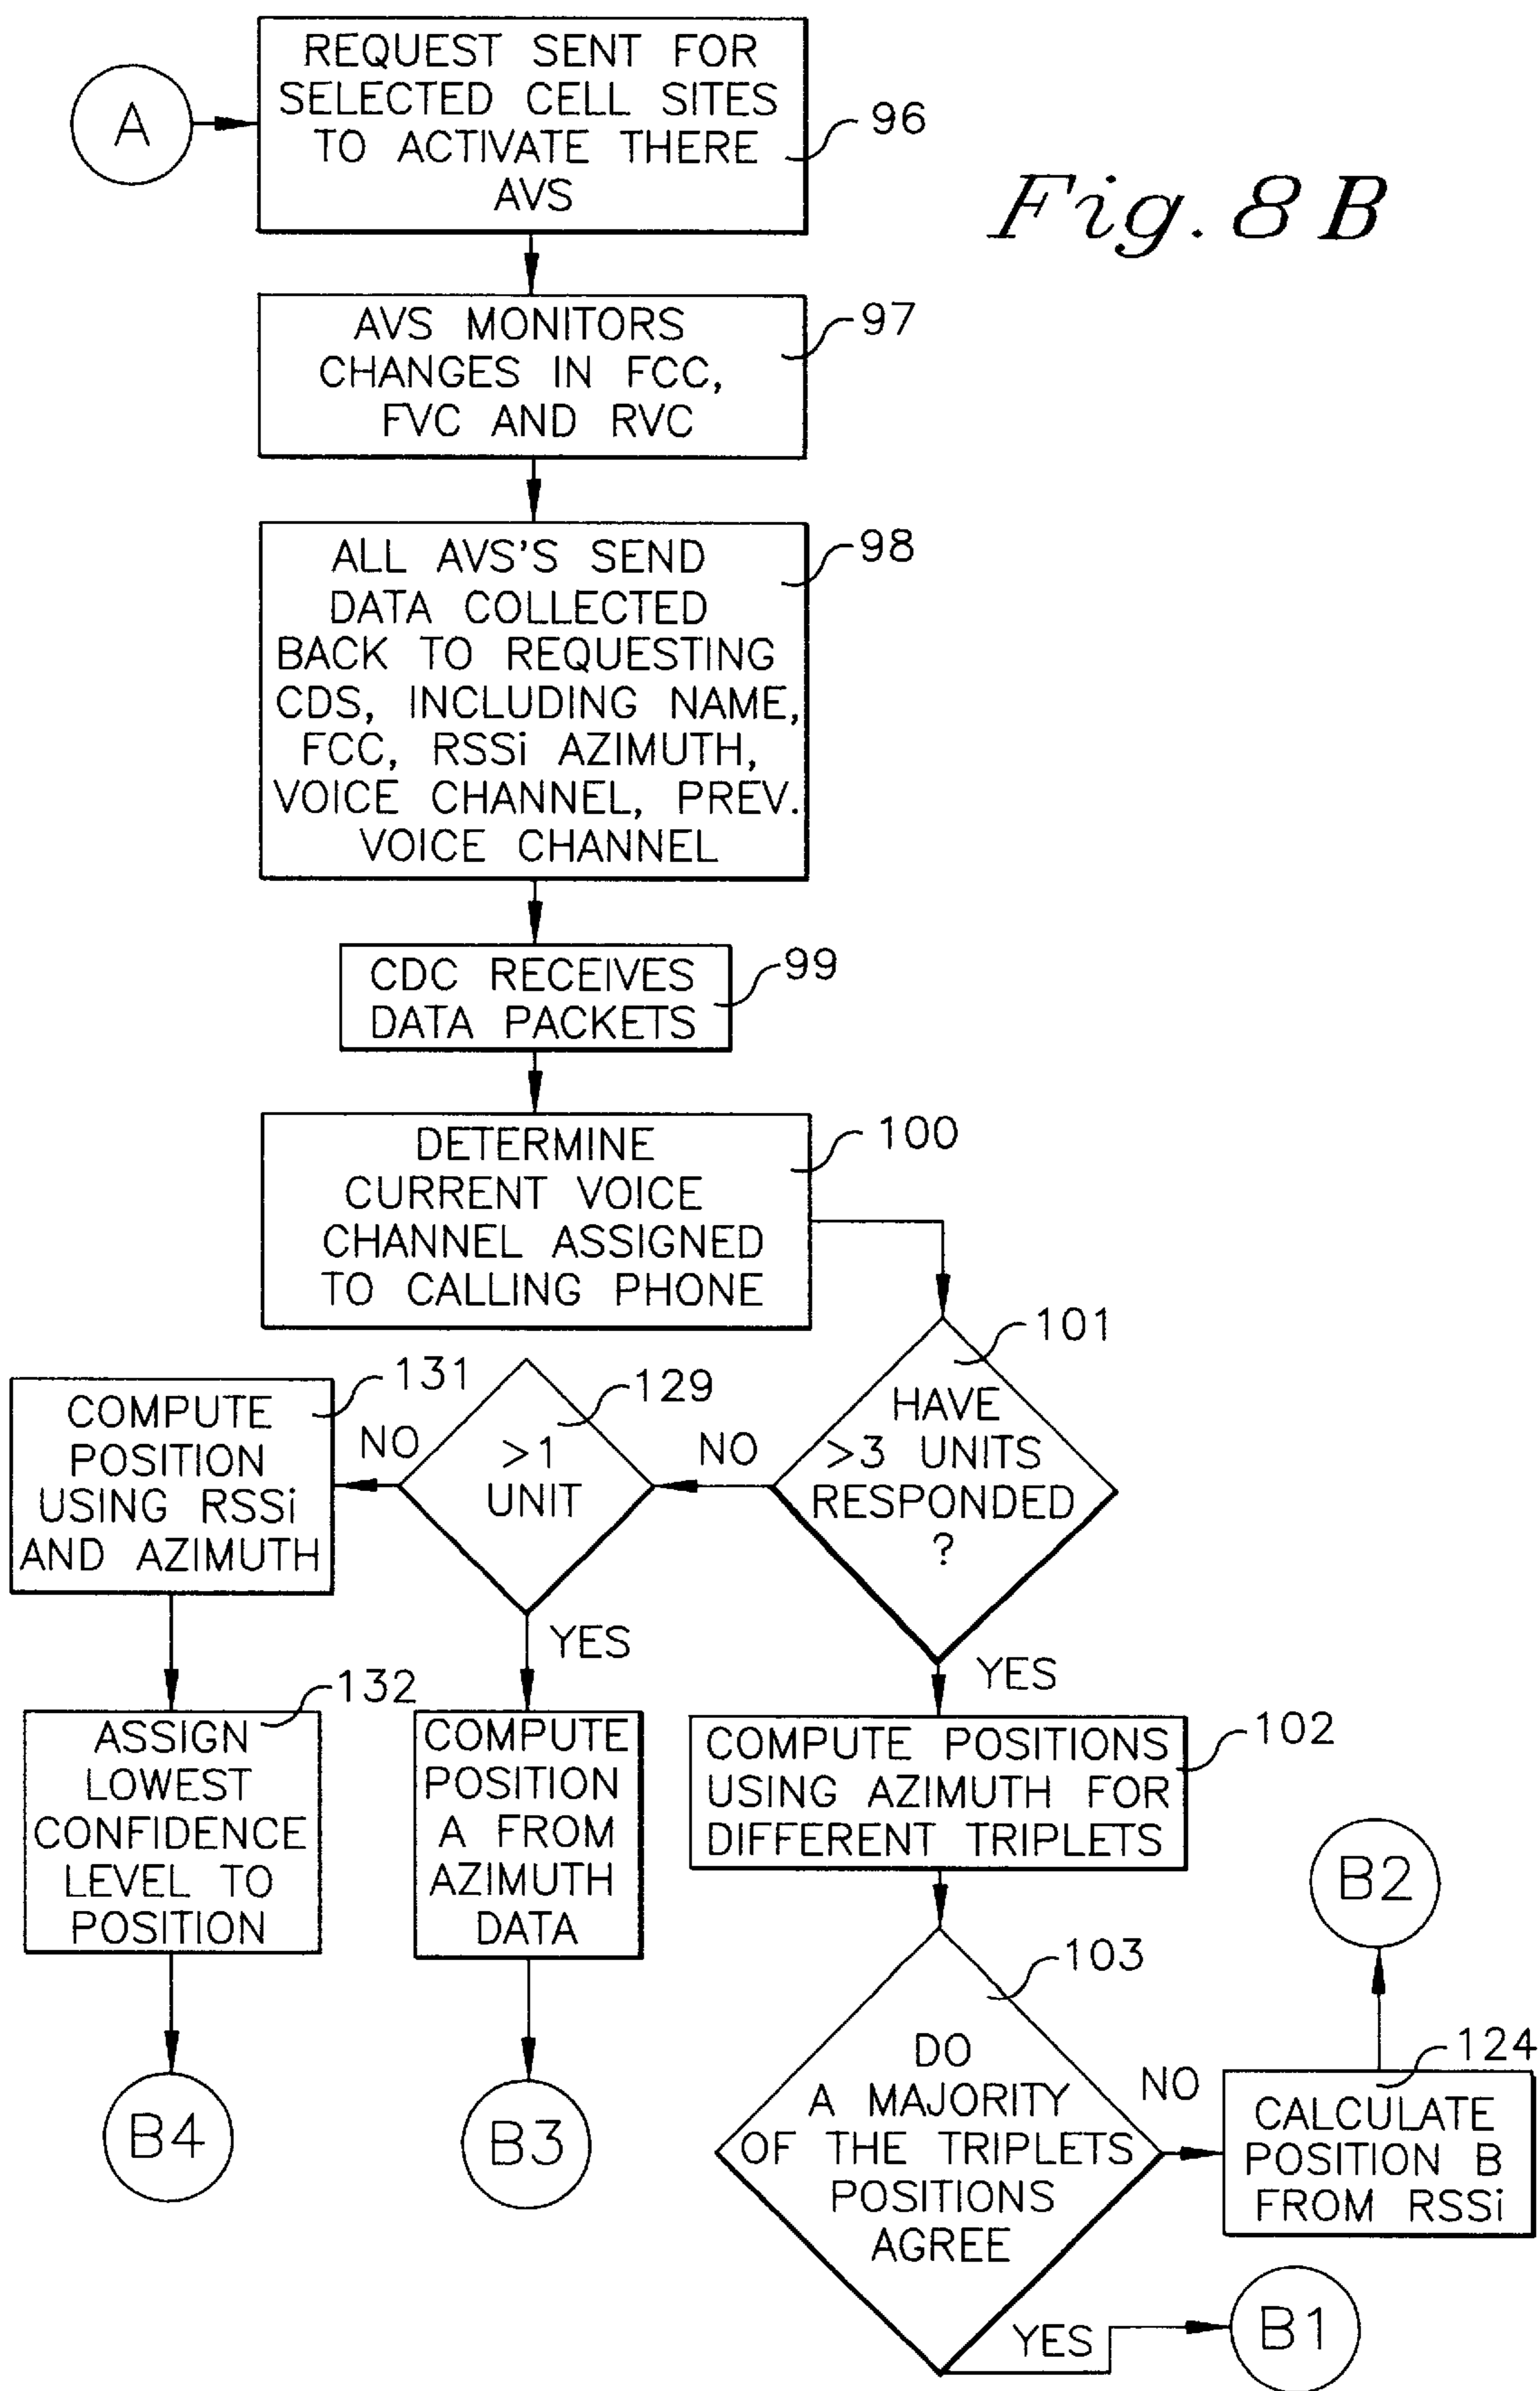 A
REQUEST SENT FOR
SELECTED CELL SITES
TO ACTIVATE THERE
AVS
96
Fig. 8B
AVS MONITORS
CHANGES IN FCC,
FVC AND RVC
97
ALL AVS'S SEND
DATA COLLECTED
BACK TO REQUESTING
CDS, INCLUDING NAME,
FCC, RSSi AZIMUTH,
VOICE CHANNEL, PREV.
VOICE CHANNEL
98
CDC RECEIVES
DATA PACKETS
99
DETERMINE
CURRENT VOICE
CHANNEL ASSIGNED
TO CALLING PHONE
100
HAVE
>3 UNITS
RESPONDED
?
101
NO
>1
UNIT
129
NO
COMPUTE
POSITION
USING RSSi
AND AZIMUTH
131
ASSIGN
LOWEST
CONFIDENCE
LEVEL TO
POSITION
132
B4
YES
COMPUTE
POSITION
A FROM
AZIMUTH
DATA
B3
YES
COMPUTE POSITIONS
USING AZIMUTH FOR
DIFFERENT TRIPLETS
102
DO
A MAJORITY
OF THE TRIPLETS
POSITIONS
AGREE
103
NO
CALCULATE
POSITION B
FROM RSSi
124
B2
YES
B1